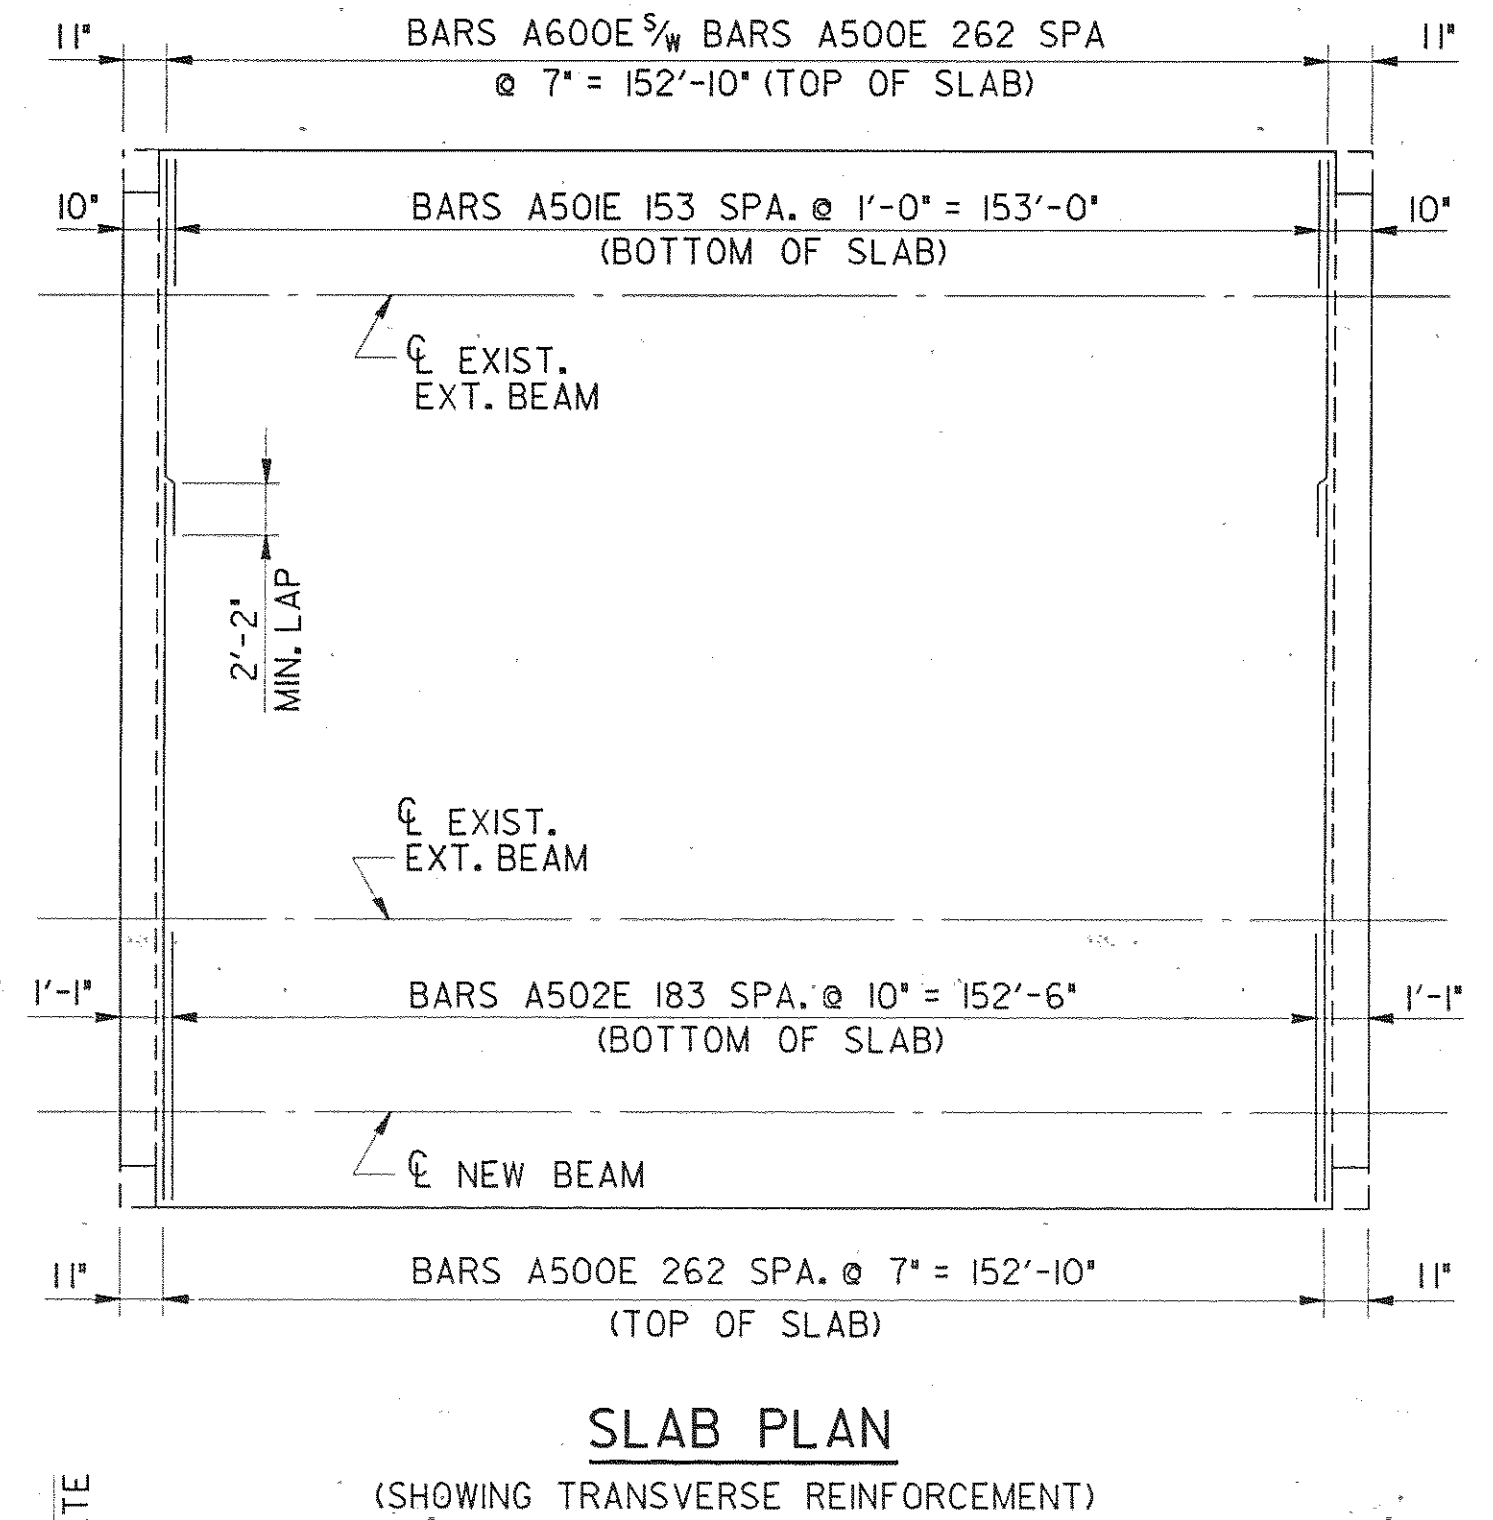 11" BARS A600E S/W BARS A500E 262 SPA 11"
@ 7" = 152'-10" (TOP OF SLAB)
10" BARS A501E 153 SPA. @ 1'-0" = 153'-0" 10"
(BOTTOM OF SLAB)
℄ EXIST.
EXT. BEAM
2'-2"
MIN. LAP
℄ EXIST.
EXT. BEAM
1'-1" BARS A502E 183 SPA. @ 10" = 152'-6" 1'-1"
(BOTTOM OF SLAB)
℄ NEW BEAM
11" BARS A500E 262 SPA. @ 7" = 152'-10" 11"
(TOP OF SLAB)
SLAB PLAN
(SHOWING TRANSVERSE REINFORCEMENT)